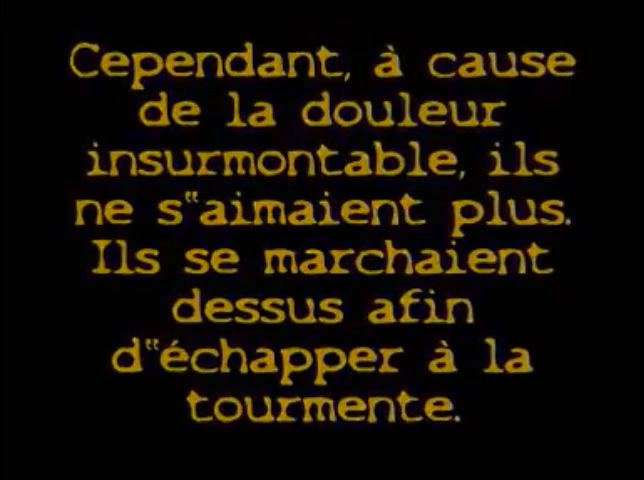 Cependant, à cause
de la douleur
insurmontable, ils
ne s‟aimaient plus.
Ils se marchaient
dessus afin
d‟échapper à la
tourmente.